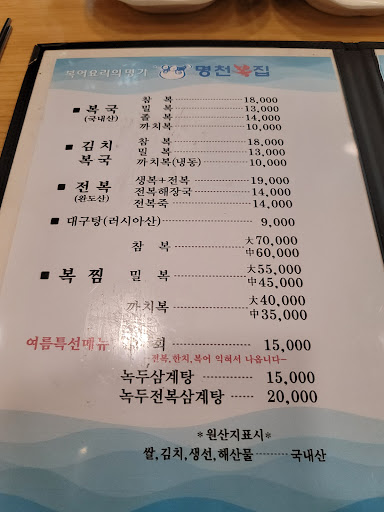 복어요리의 명가 명천복집
■ 복국 (국내산) 참 복 18,000
밀 복 13,000
졸 복 14,000
까치복 10,000
■ 김치복국 참 복 18,000
밀 복 13,000
까치복(냉동) 10,000
■ 전복 (완도산) 생복+전복 19,000
전복해장국 14,000
전복죽 14,000
■ 대구탕(러시아산) 9,000
■ 복찜 참 복 大70,000
中60,000
밀 복 大55,000
中45,000
까치복 大40,000
中35,000
여름특선메뉴 회 15,000
~전복,한치,복어 익혀서 나옵니다~
녹두삼계탕 15,000
녹두전복삼계탕 20,000
*원산지표시*
쌀,김치,생선,해산물 국내산